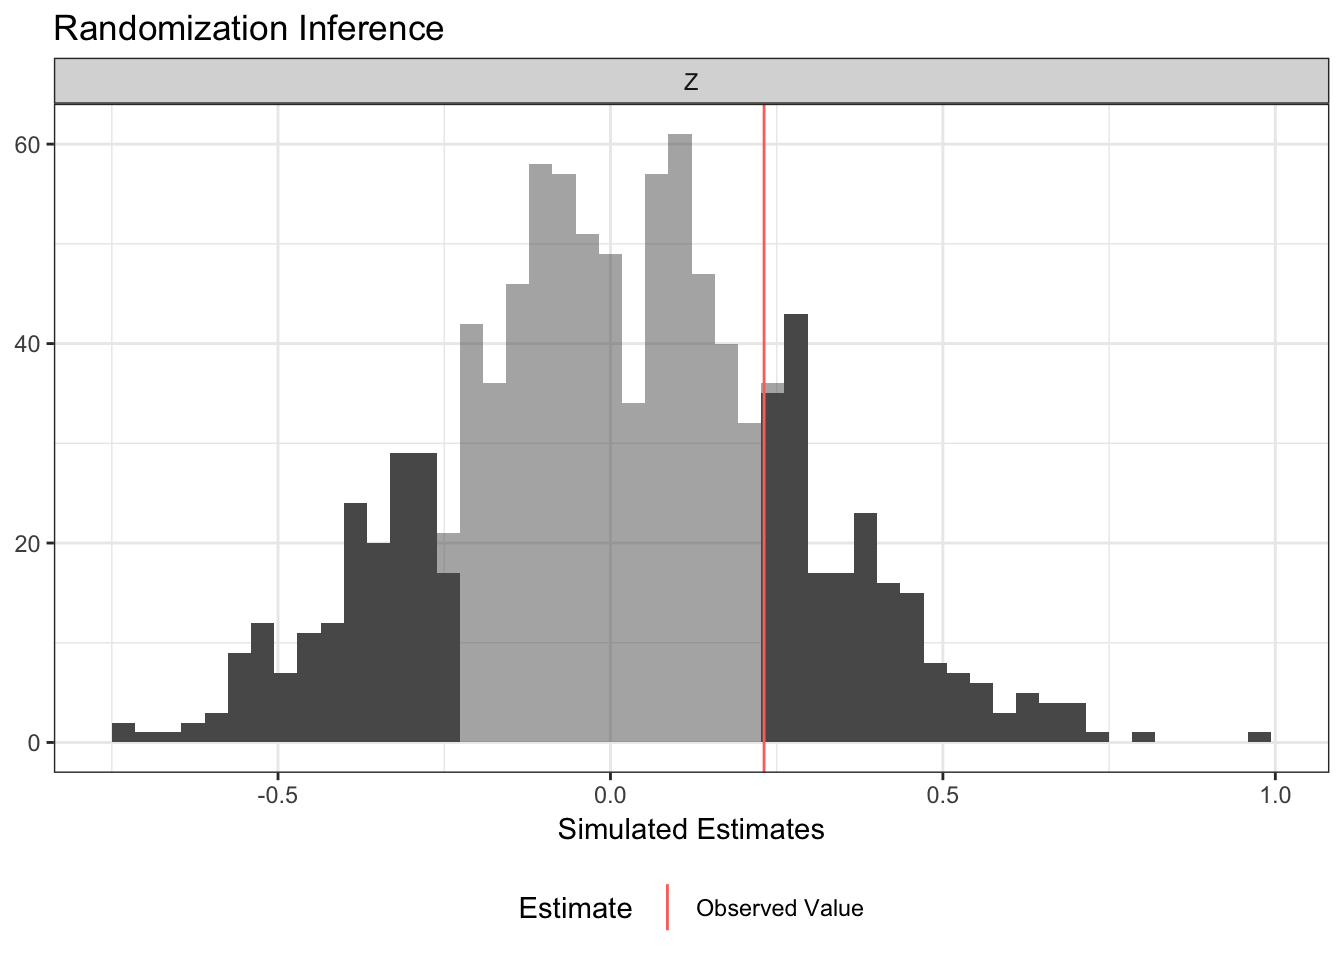 Randomization Inference
Z
60
40
20
0
-0.5 0.0 0.5 1.0
Simulated Estimates
Estimate Observed Value